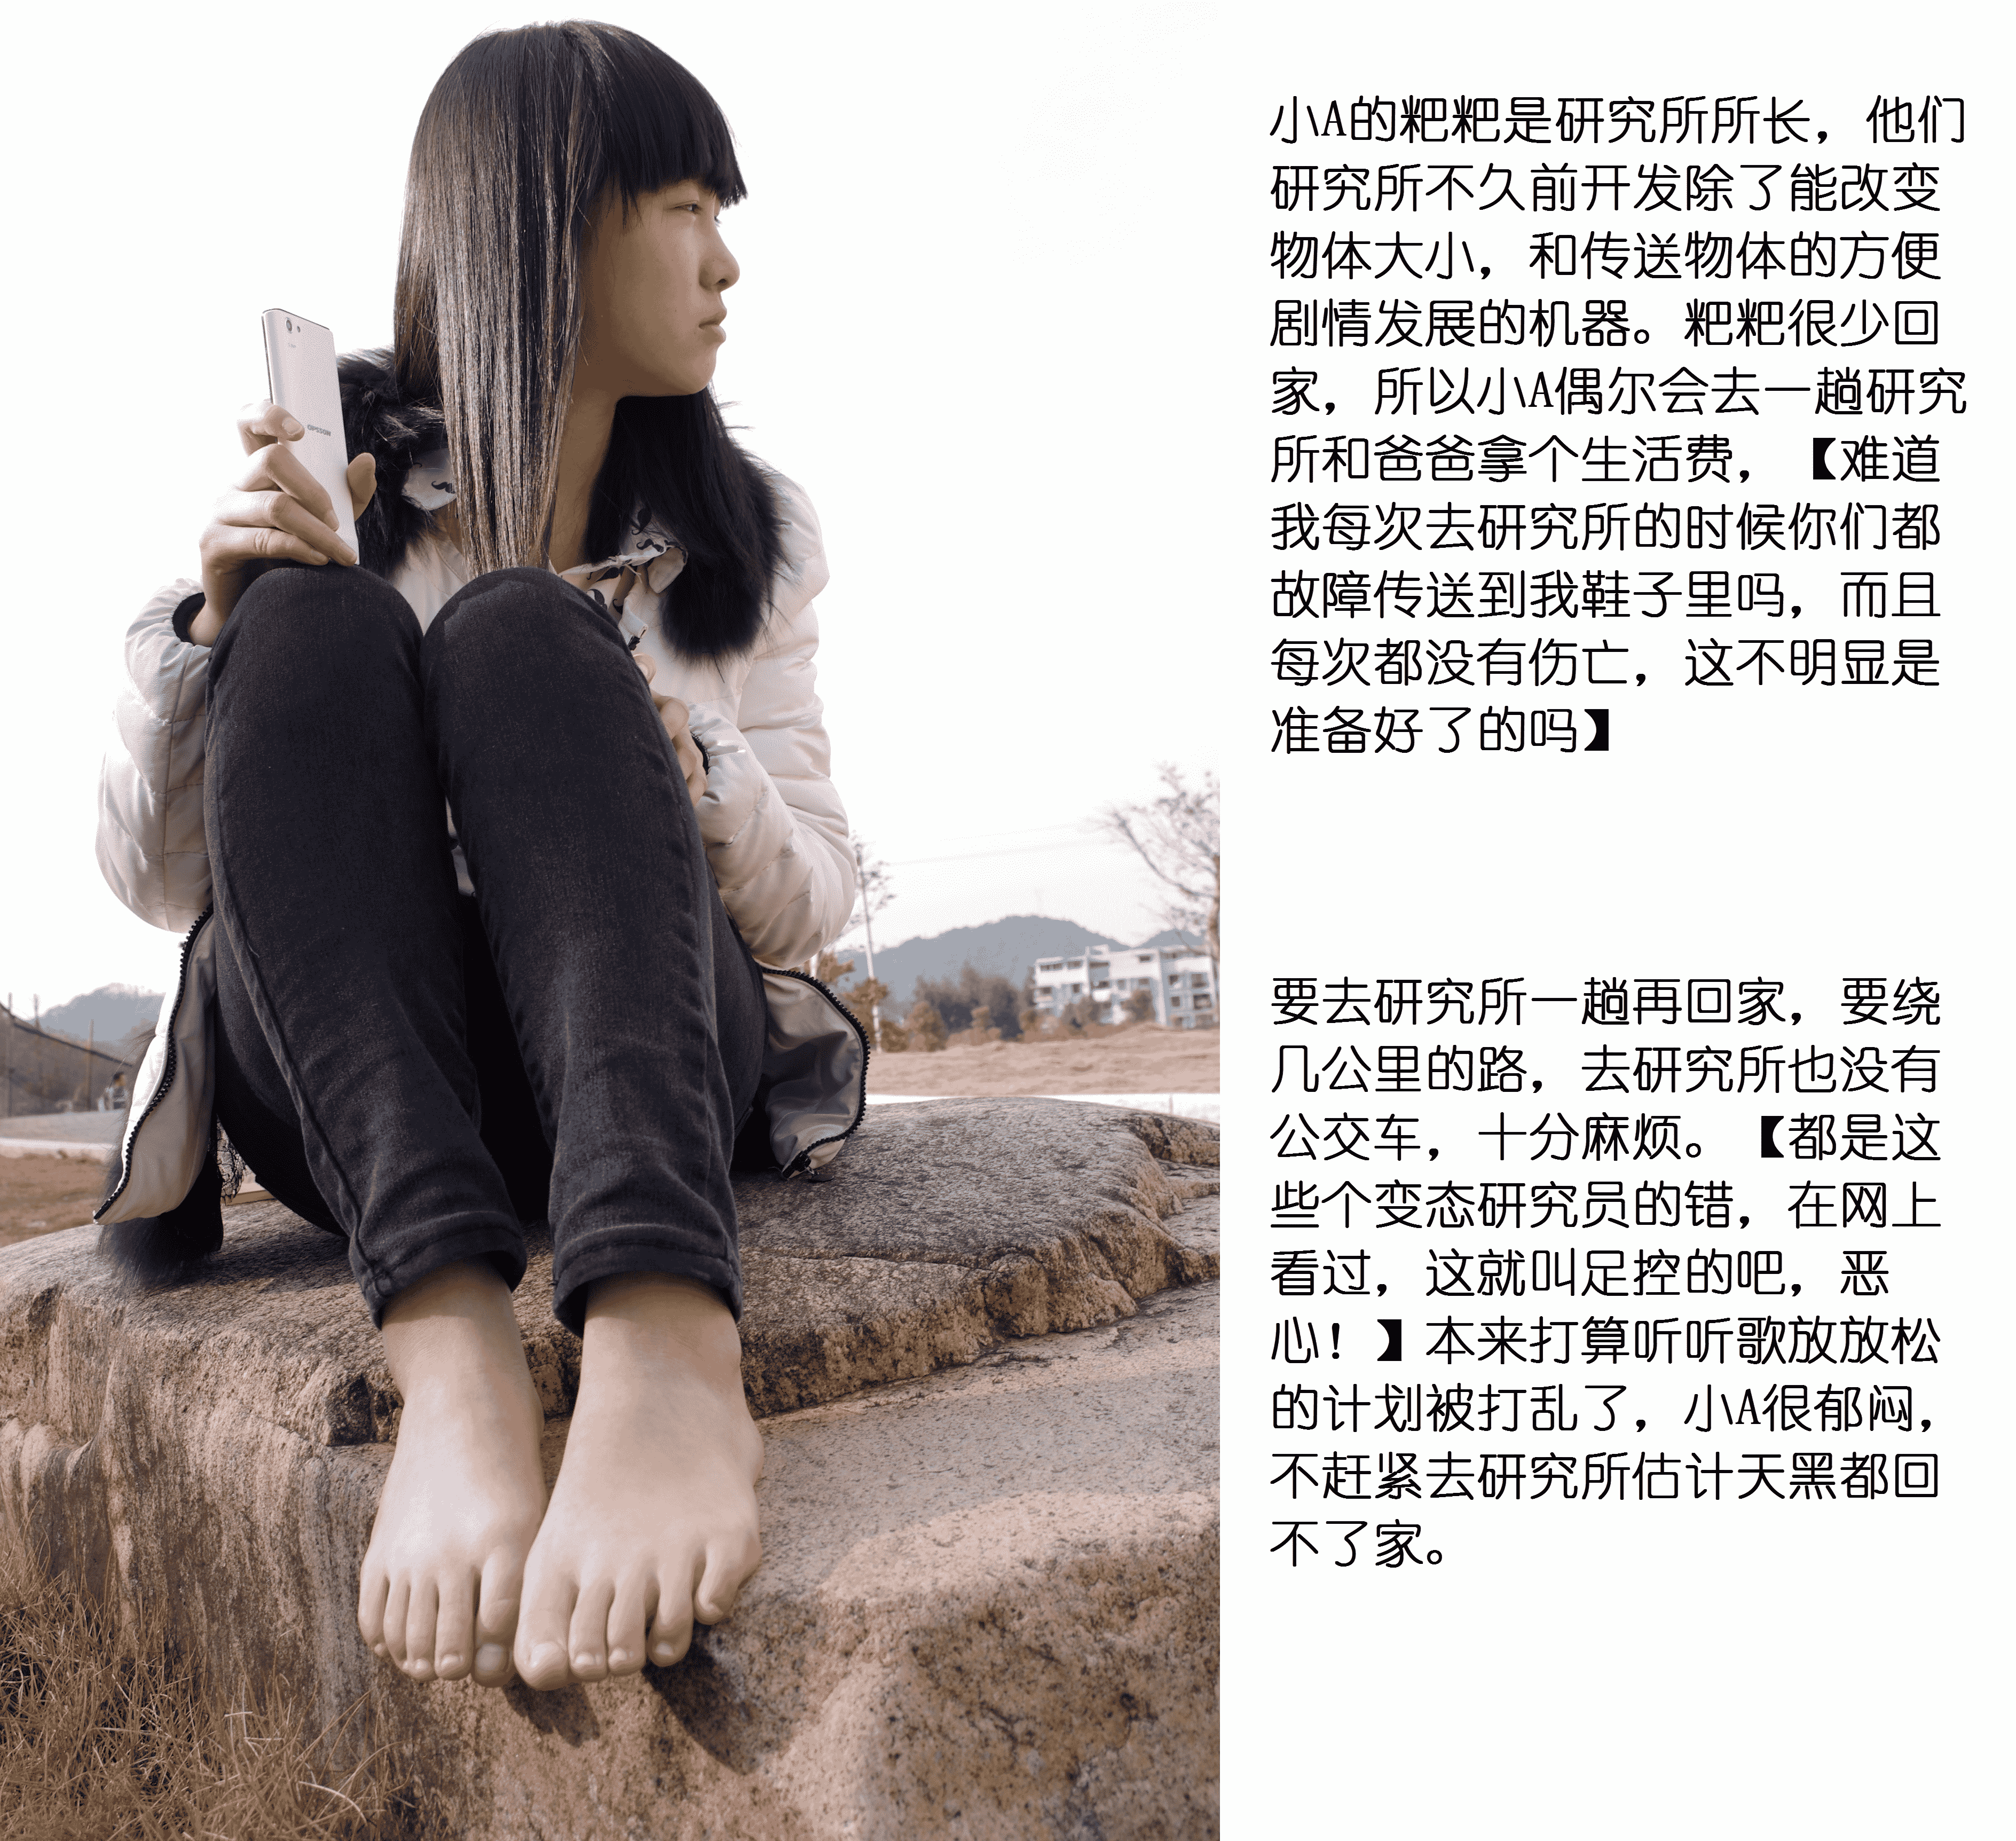 小A的粑粑是研究所所长，他们
研究所不久前开发除了能改变
物体大小，和传送物体的方便
剧情发展的机器。粑粑很少回
家，所以小A偶尔会去一趟研究
所和爸爸拿个生活费，【难道
我每次去研究所的时候你们都
故障传送到我鞋子里吗，而且
每次都没有伤亡，这不明显是
准备好了的吗】
要去研究所一趟再回家，要绕
几公里的路，去研究所也没有
公交车，十分麻烦。【都是这
些个变态研究员的错，在网上
看过，这就叫足控的吧，恶
心！】本来打算听听歌放放松
的计划被打乱了，小A很郁闷，
不赶紧去研究所估计天黑都回
不了家。